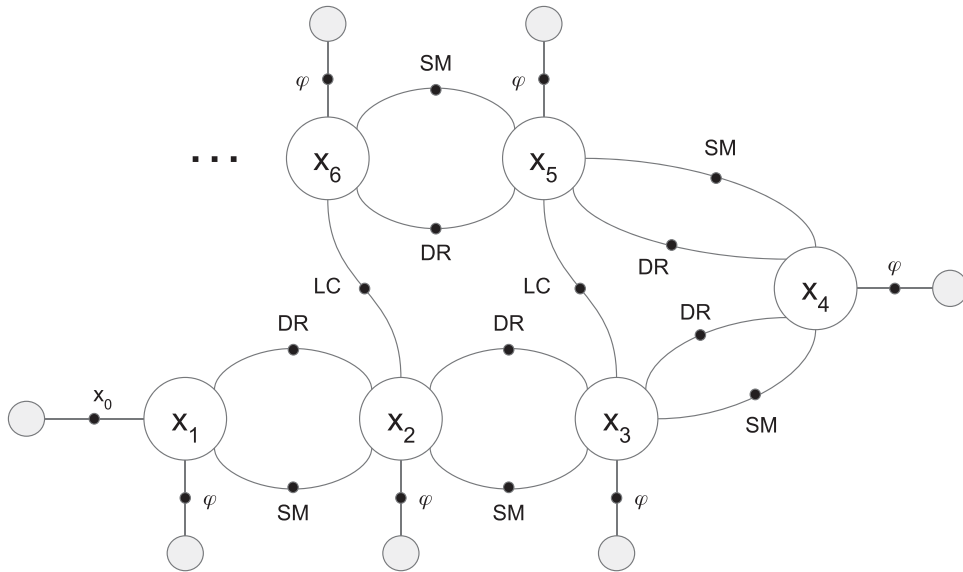 φ
SM
φ
SM
. . .
x6
x5
DR
DR
φ
x4
LC
LC
DR
DR
DR
x0
x1
x2
x3
SM
φ
SM
φ
SM
φ